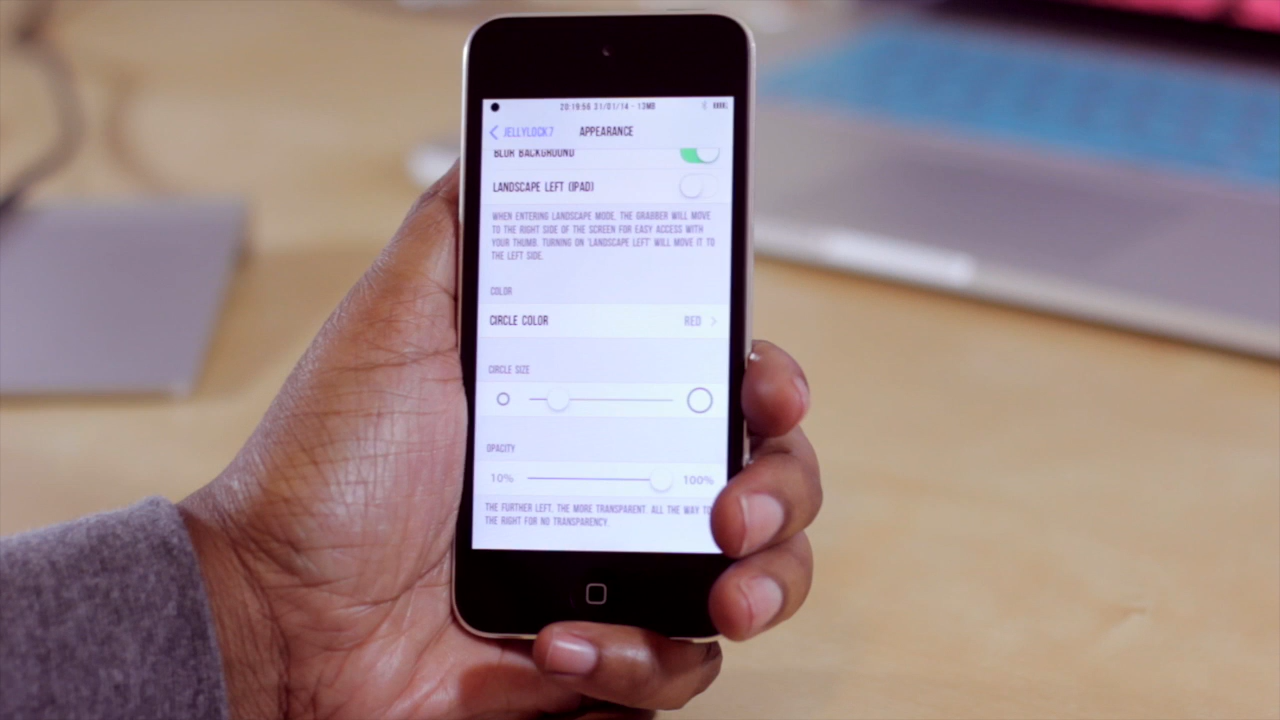 20:19:56 31/01/14 - 13MB
JELLYLOCK7 APPEARANCE
BLUR BACKGROUND
LANDSCAPE LEFT (IPAD)
WHEN ENTERING LANDSCAPE MODE, THE GRABBER WILL MOVE
TO THE RIGHT SIDE OF THE SCREEN FOR EASY ACCESS WITH
YOUR THUMB. TURNING ON 'LANDSCAPE LEFT' WILL MOVE IT TO
THE LEFT SIDE.
COLOR
CIRCLE COLOR RED
CIRCLE SIZE
OPACITY
10% 100%
THE FURTHER LEFT, THE MORE TRANSPARENT. ALL THE WAY TO
THE RIGHT FOR NO TRANSPARENCY.